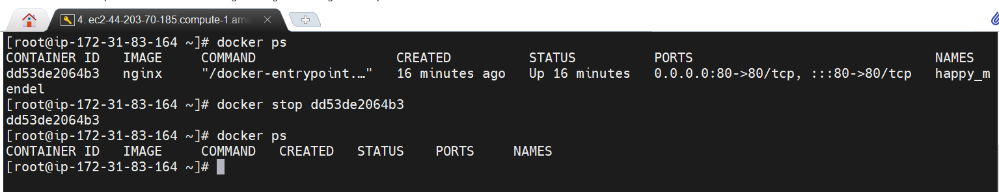 4. ec2-44-203-70-185.compute-1.ama
[root@ip-172-31-83-164 ~]# docker ps
CONTAINER ID   IMAGE     COMMAND                  CREATED          STATUS          PORTS                               NAMES
dd53de2064b3   nginx     "/docker-entrypoint.…"   16 minutes ago   Up 16 minutes   0.0.0.0:80->80/tcp, :::80->80/tcp   happy_m
endel
[root@ip-172-31-83-164 ~]# docker stop dd53de2064b3
dd53de2064b3
[root@ip-172-31-83-164 ~]# docker ps
CONTAINER ID   IMAGE     COMMAND   CREATED   STATUS    PORTS     NAMES
[root@ip-172-31-83-164 ~]#